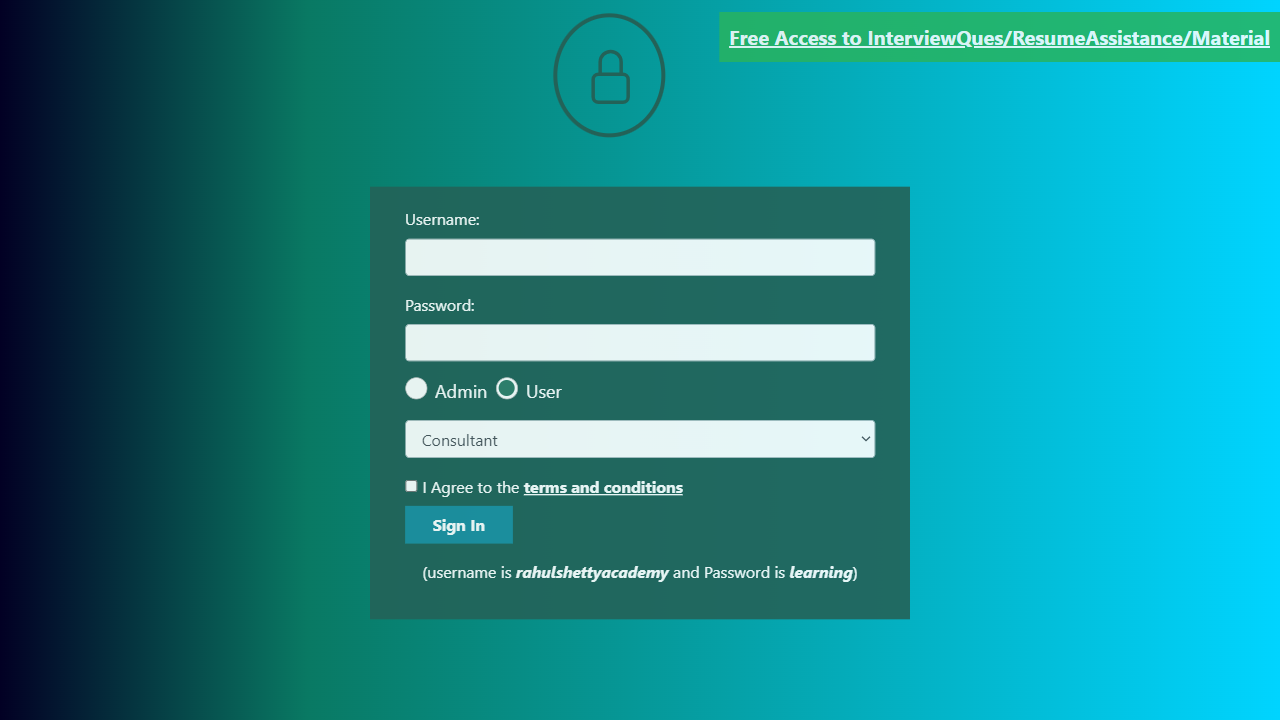 Free Access to InterviewQues/ResumeAssistance/Material
Username:
Password:
Admin User
Consultant
I Agree to the terms and conditions
Sign In
(username is rahulshettyacademy and Password is learning)